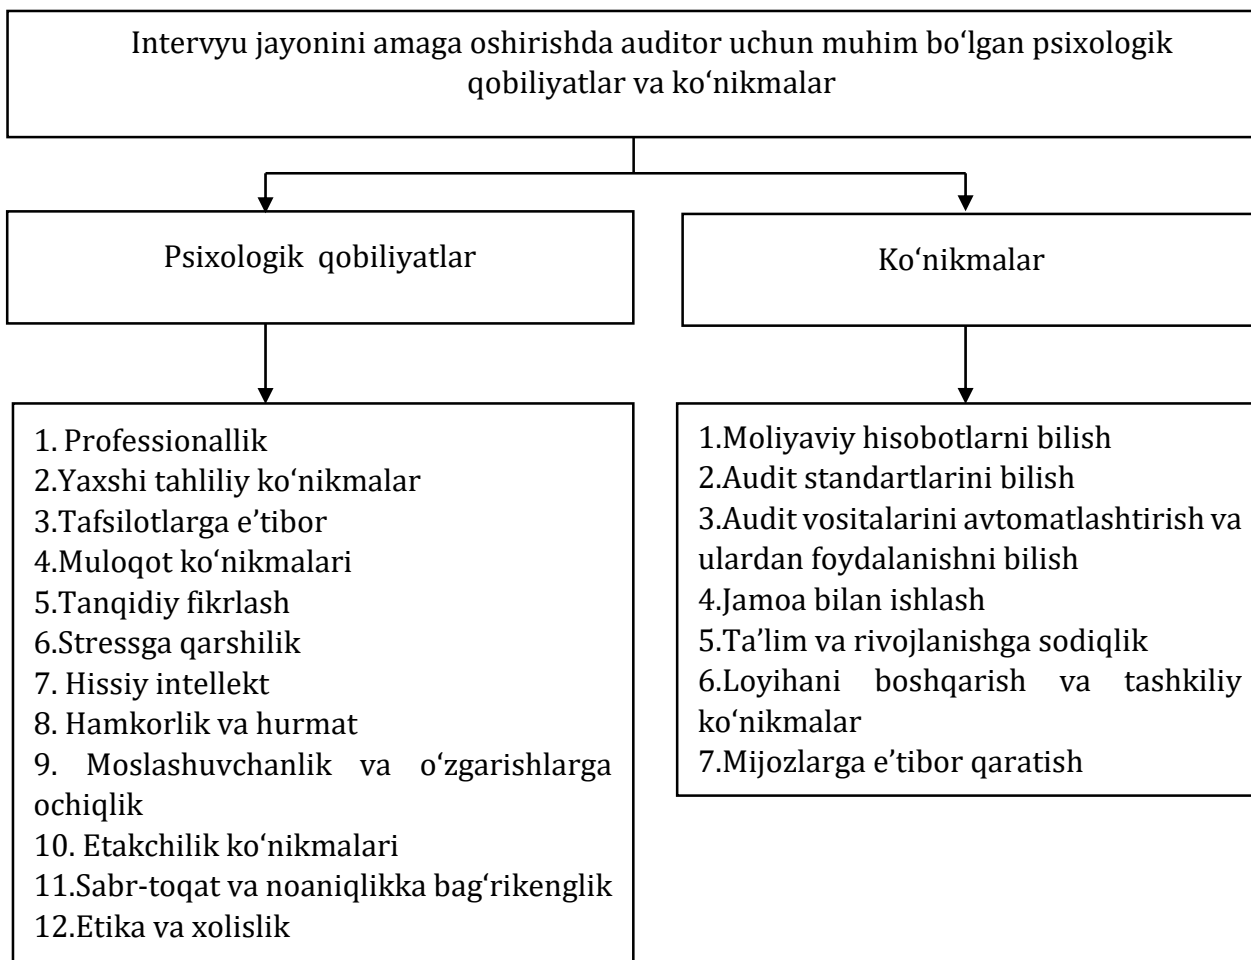 Intervyu jayonini amaga oshirishda auditor uchun muhim bo‘lgan psixologik
qobiliyatlar va ko‘nikmalar
Psixologik qobiliyatlar
Ko‘nikmalar
1. Professionallik
2.Yaxshi tahliliy ko‘nikmalar
3.Tafsilotlarga e’tibor
4.Muloqot ko‘nikmalari
5.Tanqidiy fikrlash
6.Stressga qarshilik
7. Hissiy intellekt
8. Hamkorlik va hurmat
9. Moslashuvchanlik va o‘zgarishlarga
ochiqlik
10. Etakchilik ko‘nikmalari
11.Sabr-toqat va noaniqlikka bag‘rikenglik
12.Etika va xolislik
1.Moliyaviy hisobotlarni bilish
2.Audit standartlarini bilish
3.Audit vositalarini avtomatlashtirish va
ulardan foydalanishni bilish
4.Jamoa bilan ishlash
5.Ta’lim va rivojlanishga sodiqlik
6.Loyihani boshqarish va tashkiliy
ko‘nikmalar
7.Mijozlarga e’tibor qaratish